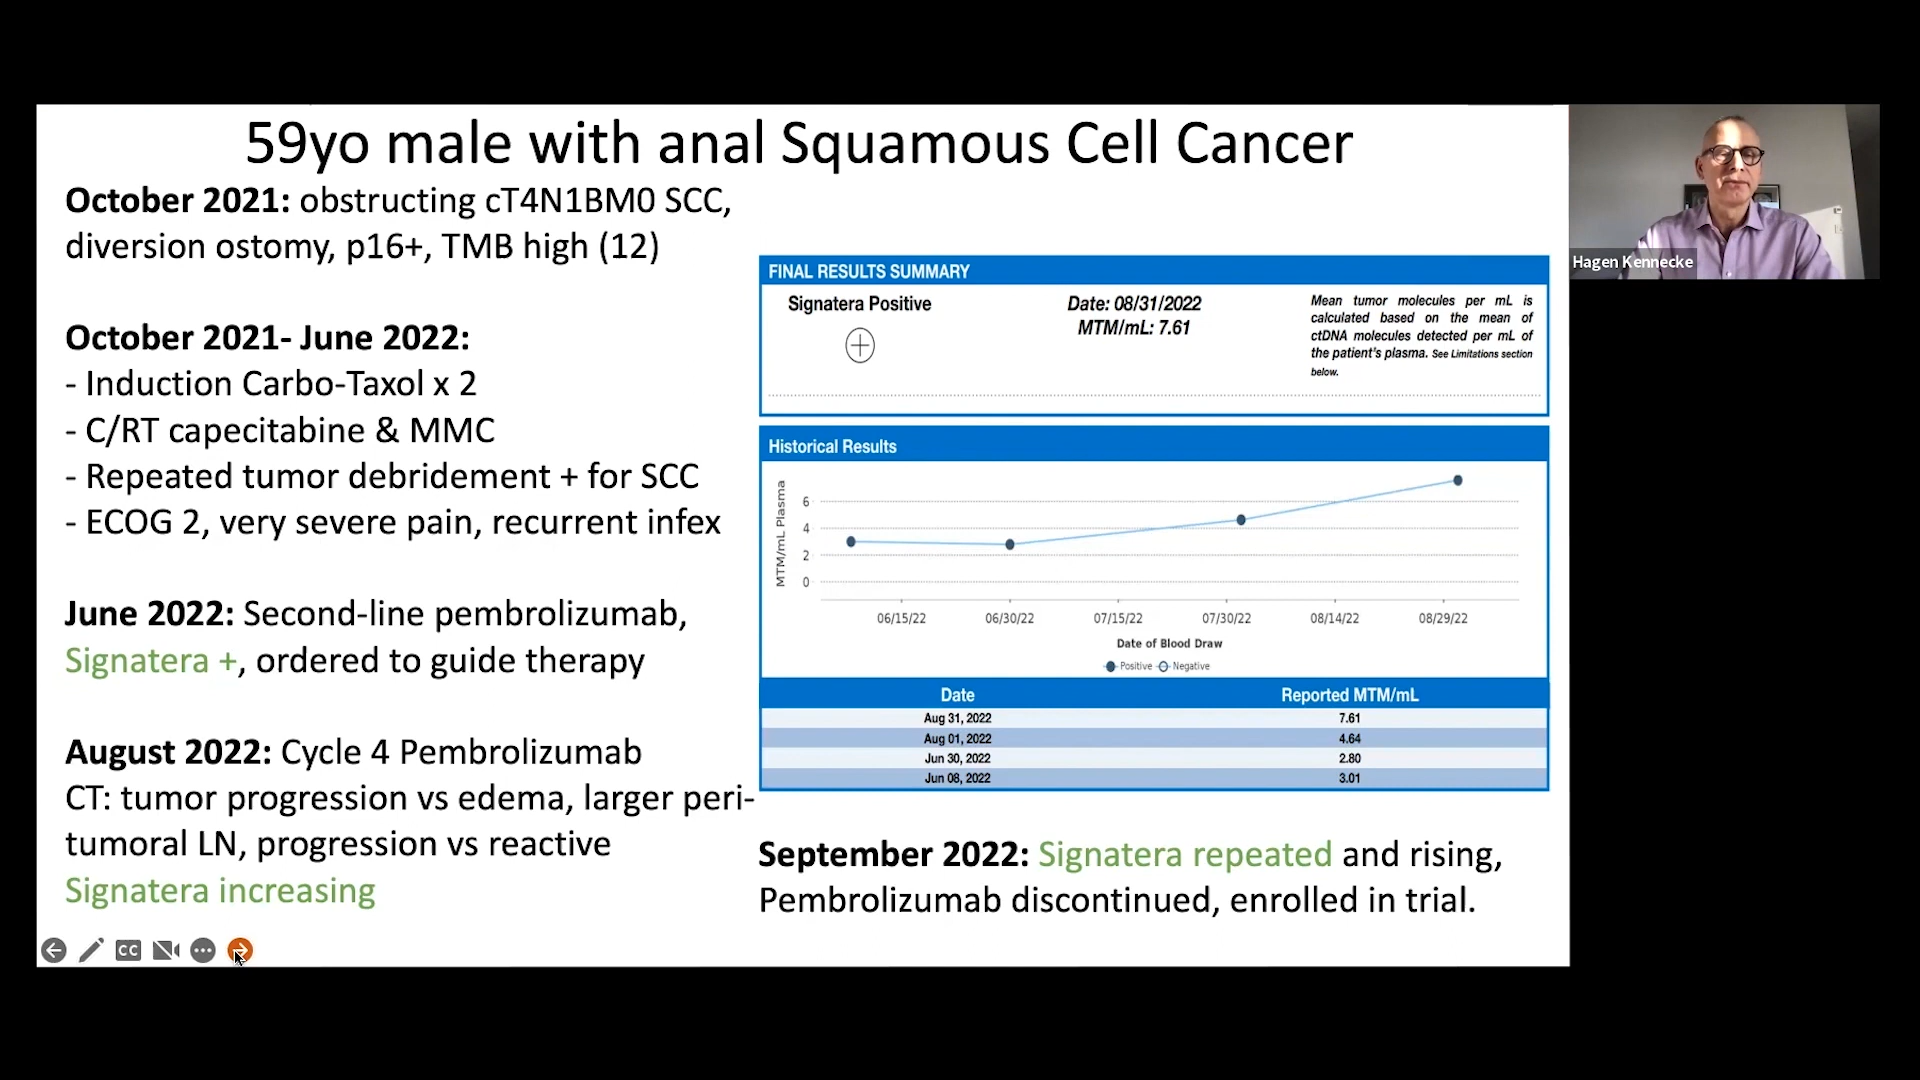 59yo male with anal Squamous Cell Cancer
October 2021: obstructing cT4N1BM0 SCC,
diversion ostomy, p16+, TMB high (12)
October 2021- June 2022:
- Induction Carbo-Taxol x 2
- C/RT capecitabine & MMC
- Repeated tumor debridement + for SCC
- ECOG 2, very severe pain, recurrent infex
June 2022: Second-line pembrolizumab,
Signatera +, ordered to guide therapy
August 2022: Cycle 4 Pembrolizumab
CT: tumor progression vs edema, larger peri-
tumoral LN, progression vs reactive
Signatera increasing
FINAL RESULTS SUMMARY
Signatera Positive
Date: 08/31/2022
MTM/mL: 7.61
Mean tumor molecules per mL is
calculated based on the mean of
ctDNA molecules detected per mL of
the patient's plasma. See Limitations section
below.
Historical Results
MTM/mL Plasma
6
4
2
0
06/15/22 06/30/22 07/15/22 07/30/22 08/14/22 08/29/22
Date of Blood Draw
Positive Negative
Date Reported MTM/mL
Aug 31, 2022 7.61
Aug 01, 2022 4.64
Jun 30, 2022 2.80
Jun 08, 2022 3.01
September 2022: Signatera repeated and rising,
Pembrolizumab discontinued, enrolled in trial.
CC
Hagen Kennecke